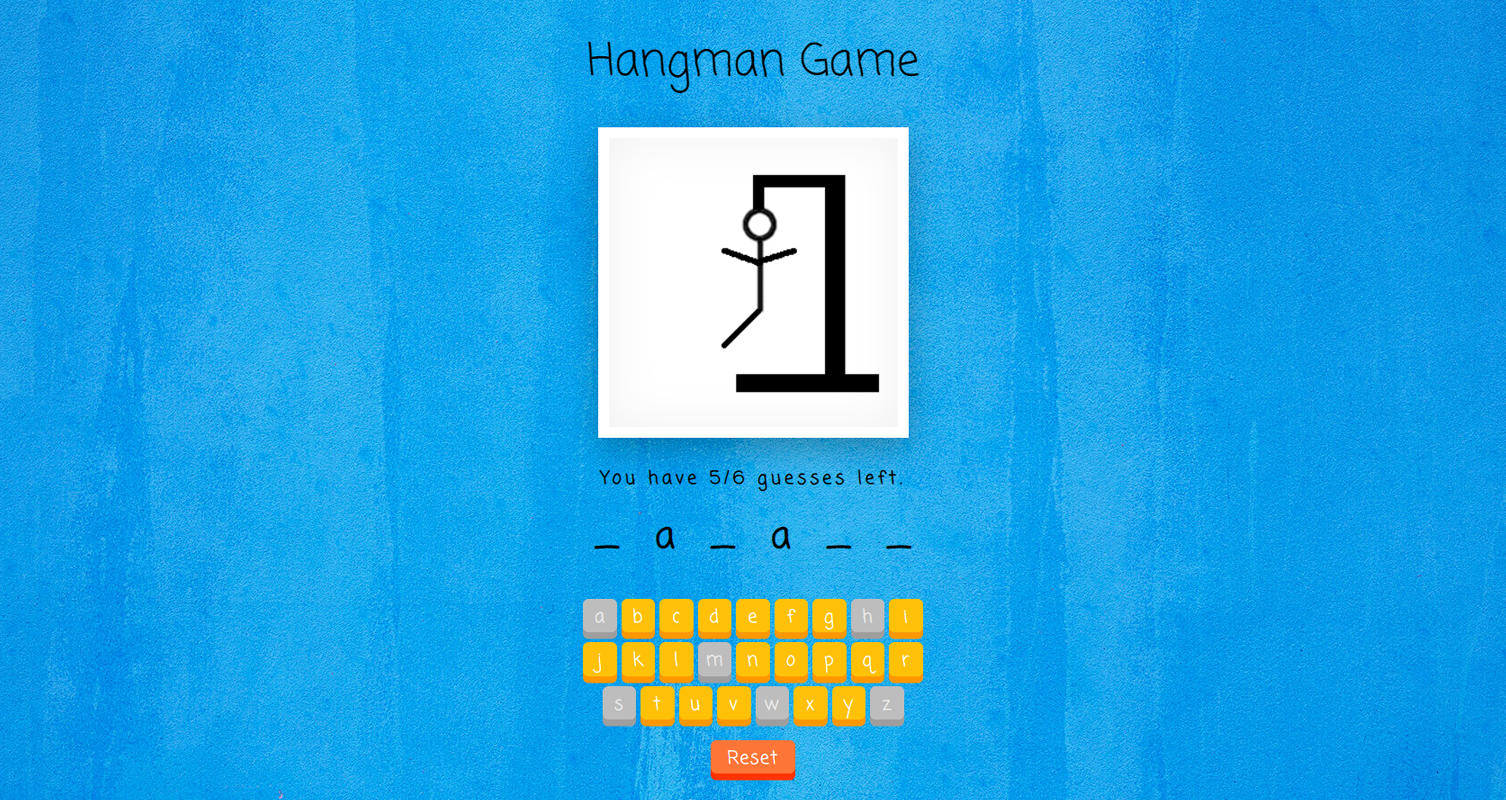 Hangman Game
You have 5/6 guesses left.
_ a _ a _ _
a b c d e f g h i
j k l m n o p q r
s t u v w x y z
Reset